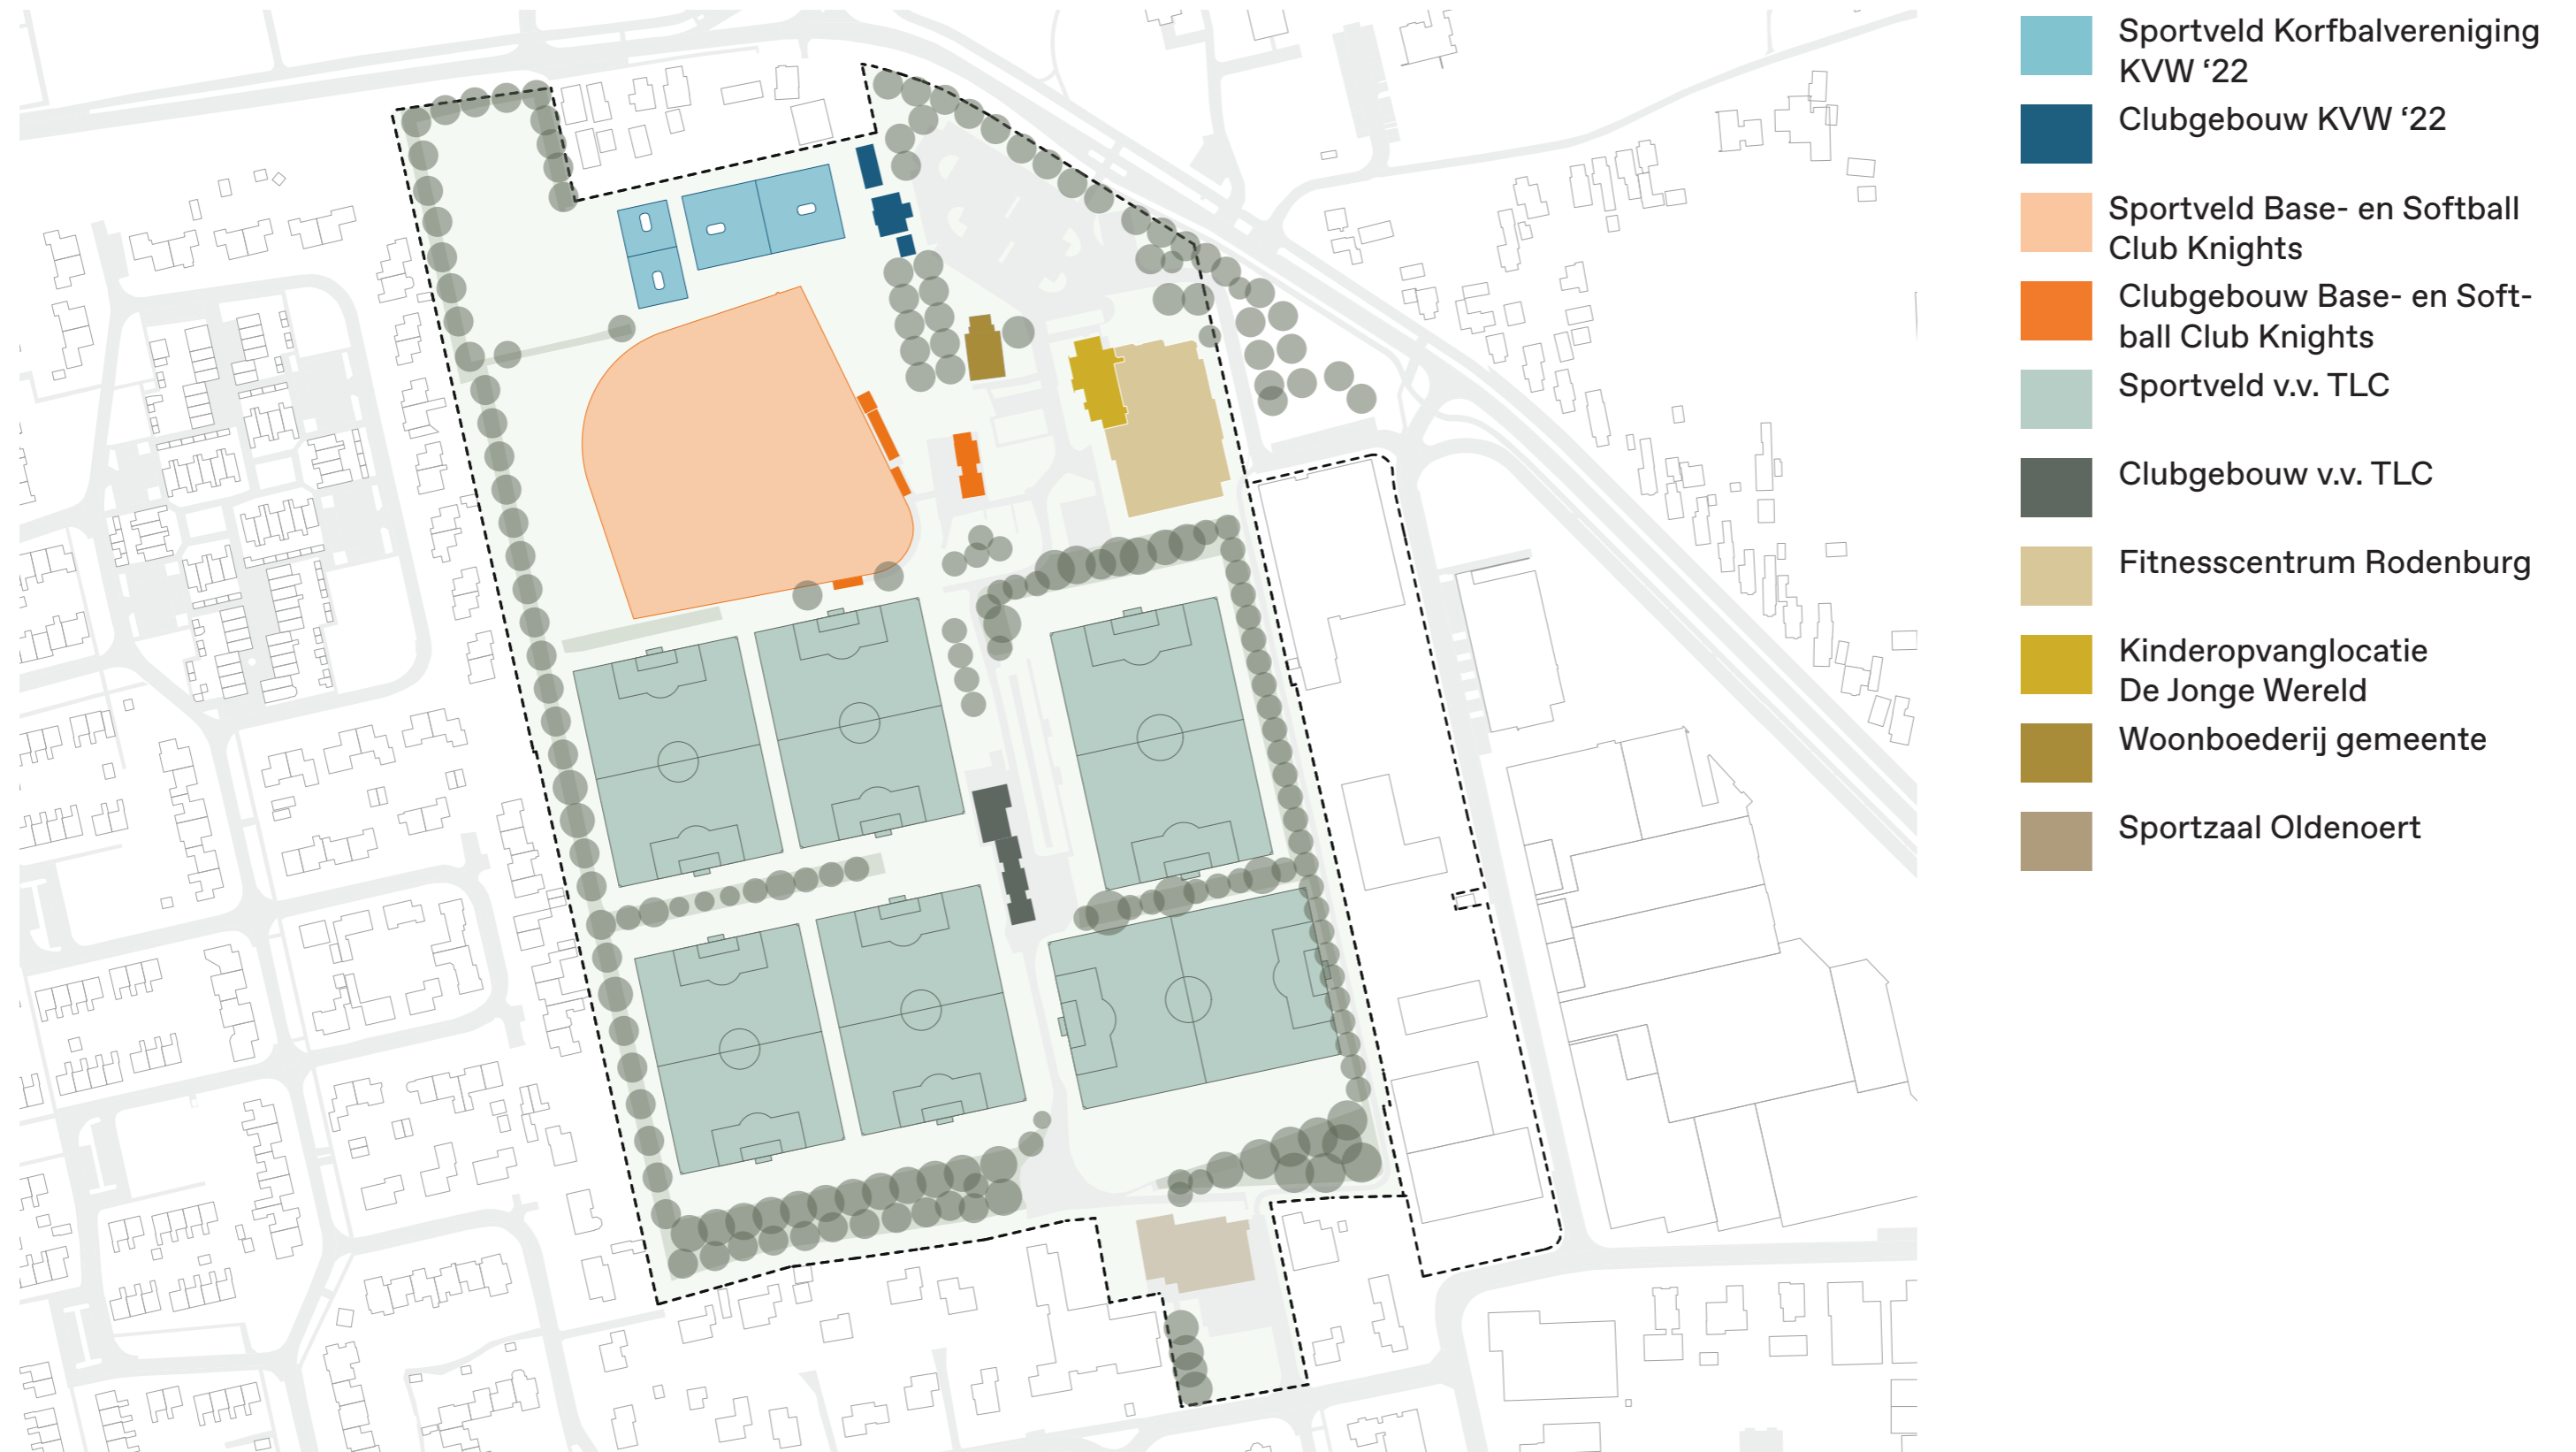 Sportveld Korfbalvereniging
KVW ‘22
Clubgebouw KVW ‘22
Sportveld Base- en Softball
Club Knights
Clubgebouw Base- en Soft-
ball Club Knights
Sportveld v.v. TLC
Clubgebouw v.v. TLC
Fitnesscentrum Rodenburg
Kinderopvanglocatie
De Jonge Wereld
Woonboederij gemeente
Sportzaal Oldenoert